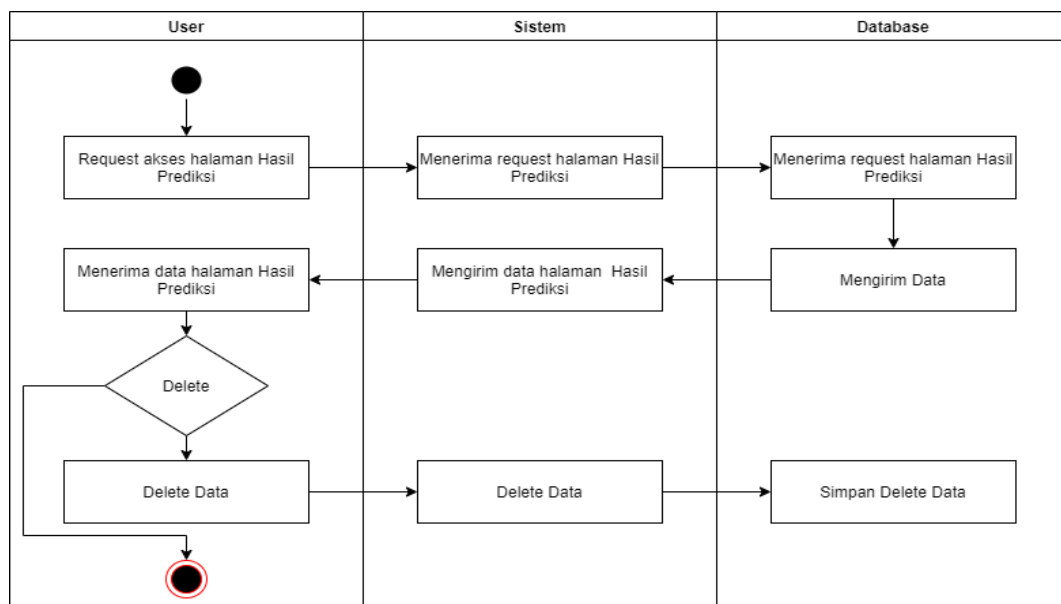 User
Sistem
Database
Request akses halaman Hasil
Prediksi
Menerima request halaman Hasil
Prediksi
Menerima request halaman Hasil
Prediksi
Menerima data halaman Hasil
Prediksi
Mengirim data halaman  Hasil
Prediksi
Mengirim Data
Delete
Delete Data
Delete Data
Simpan Delete Data